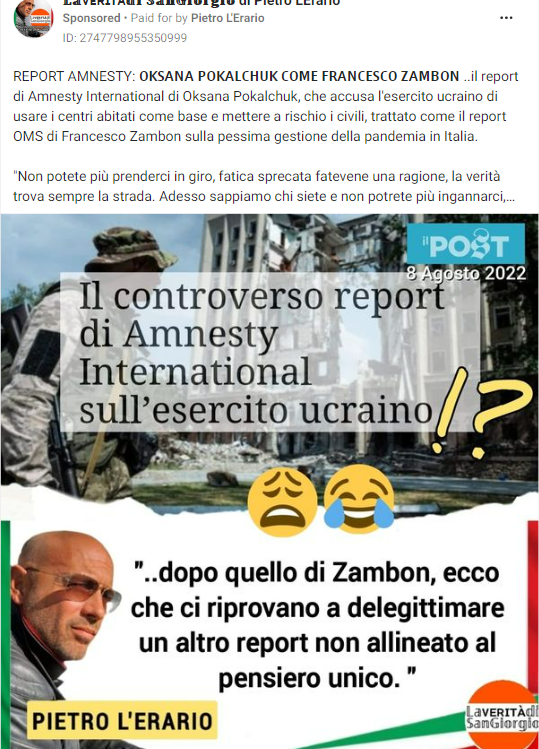 LaVERITÀdi SanGiorgio di Pietro L'Erario
Sponsored • Paid for by Pietro L'Erario
ID: 2747798955350999
REPORT AMNESTY: OKSANA POKALCHUK COME FRANCESCO ZAMBON ..il report
di Amnesty International di Oksana Pokalchuk, che accusa l'esercito ucraino di
usare i centri abitati come base e mettere a rischio i civili, trattato come il report
OMS di Francesco Zambon sulla pessima gestione della pandemia in Italia.
"Non potete più prenderci in giro, fatica sprecata fatevene una ragione, la verità
trova sempre la strada. Adesso sappiamo chi siete e non potrete più ingannarci,...
il POST
8 Agosto 2022
Il controverso report
di Amnesty
International
sull'esercito ucraino
!?
"..dopo quello di Zambon, ecco
che ci riprovano a delegittimare
un altro report non allineato al
pensiero unico. "
PIETRO L'ERARIO
LaVERITÀdi
SanGiorgio